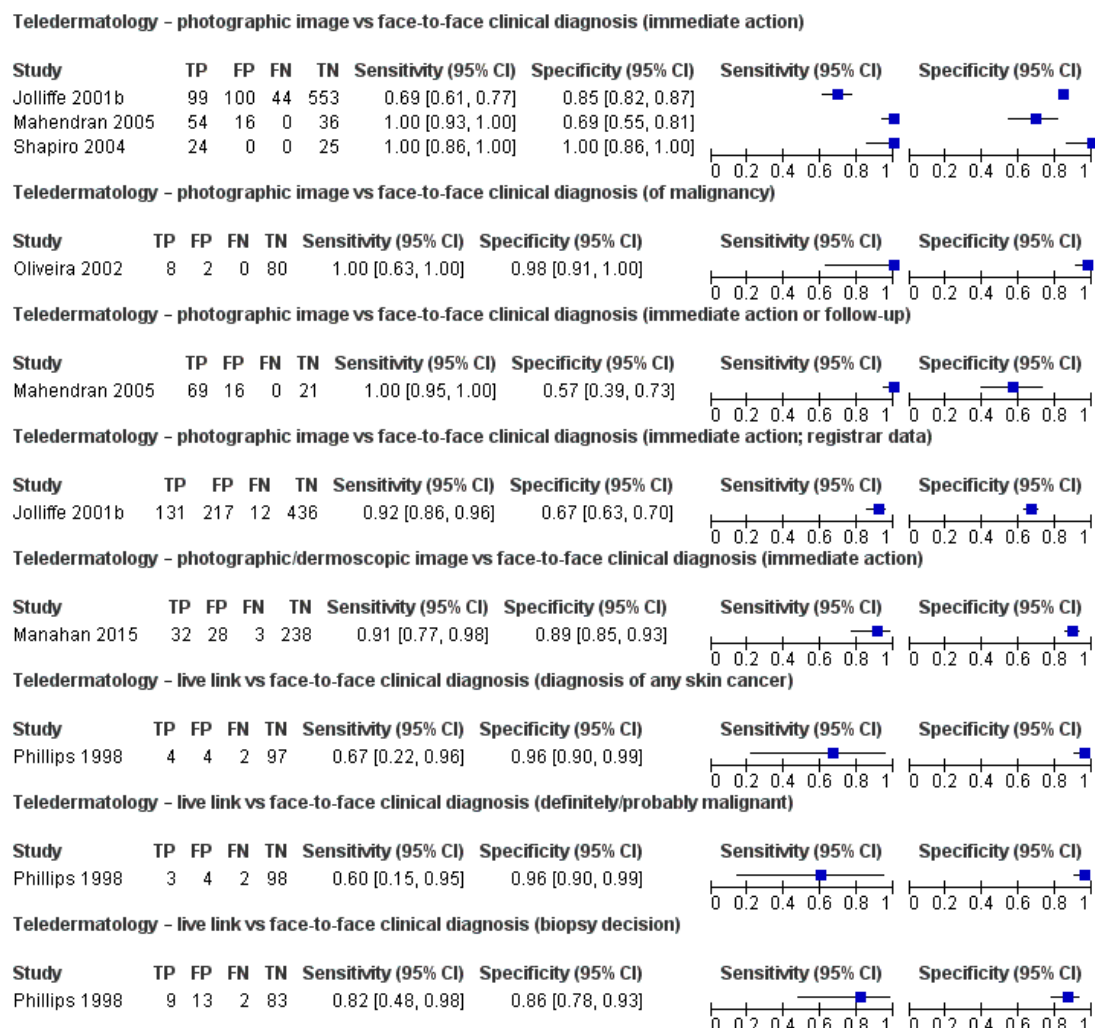 Teledermatology – photographic image vs face-to-face clinical diagnosis (immediate action)
Study TP FP FN TN Sensitivity (95% CI) Specificity (95% CI) Sensitivity (95% CI) Specificity (95% CI)
Jolliffe 2001b 99 100 44 553 0.69 [0.61, 0.77] 0.85 [0.82, 0.87]
Mahendran 2005 54 16 0 36 1.00 [0.93, 1.00] 0.69 [0.55, 0.81]
Shapiro 2004 24 0 0 25 1.00 [0.86, 1.00] 1.00 [0.86, 1.00]
0 0.2 0.4 0.6 0.8 1 0 0.2 0.4 0.6 0.8 1
Teledermatology – photographic image vs face-to-face clinical diagnosis (of malignancy)
Study TP FP FN TN Sensitivity (95% CI) Specificity (95% CI) Sensitivity (95% CI) Specificity (95% CI)
Oliveira 2002 8 2 0 80 1.00 [0.63, 1.00] 0.98 [0.91, 1.00]
0 0.2 0.4 0.6 0.8 1 0 0.2 0.4 0.6 0.8 1
Teledermatology – photographic image vs face-to-face clinical diagnosis (immediate action or follow-up)
Study TP FP FN TN Sensitivity (95% CI) Specificity (95% CI) Sensitivity (95% CI) Specificity (95% CI)
Mahendran 2005 69 16 0 21 1.00 [0.95, 1.00] 0.57 [0.39, 0.73]
0 0.2 0.4 0.6 0.8 1 0 0.2 0.4 0.6 0.8 1
Teledermatology – photographic image vs face-to-face clinical diagnosis (immediate action; registrar data)
Study TP FP FN TN Sensitivity (95% CI) Specificity (95% CI) Sensitivity (95% CI) Specificity (95% CI)
Jolliffe 2001b 131 217 12 436 0.92 [0.86, 0.96] 0.67 [0.63, 0.70]
0 0.2 0.4 0.6 0.8 1 0 0.2 0.4 0.6 0.8 1
Teledermatology – photographic/dermoscopic image vs face-to-face clinical diagnosis (immediate action)
Study TP FP FN TN Sensitivity (95% CI) Specificity (95% CI) Sensitivity (95% CI) Specificity (95% CI)
Manahan 2015 32 28 3 238 0.91 [0.77, 0.98] 0.89 [0.85, 0.93]
0 0.2 0.4 0.6 0.8 1 0 0.2 0.4 0.6 0.8 1
Teledermatology – live link vs face-to-face clinical diagnosis (diagnosis of any skin cancer)
Study TP FP FN TN Sensitivity (95% CI) Specificity (95% CI) Sensitivity (95% CI) Specificity (95% CI)
Phillips 1998 4 4 2 97 0.67 [0.22, 0.96] 0.96 [0.90, 0.99]
0 0.2 0.4 0.6 0.8 1 0 0.2 0.4 0.6 0.8 1
Teledermatology – live link vs face-to-face clinical diagnosis (definitely/probably malignant)
Study TP FP FN TN Sensitivity (95% CI) Specificity (95% CI) Sensitivity (95% CI) Specificity (95% CI)
Phillips 1998 3 4 2 98 0.60 [0.15, 0.95] 0.96 [0.90, 0.99]
0 0.2 0.4 0.6 0.8 1 0 0.2 0.4 0.6 0.8 1
Teledermatology – live link vs face-to-face clinical diagnosis (biopsy decision)
Study TP FP FN TN Sensitivity (95% CI) Specificity (95% CI) Sensitivity (95% CI) Specificity (95% CI)
Phillips 1998 9 13 2 83 0.82 [0.48, 0.98] 0.86 [0.78, 0.93]
0 0.2 0.4 0.6 0.8 1 0 0.2 0.4 0.6 0.8 1